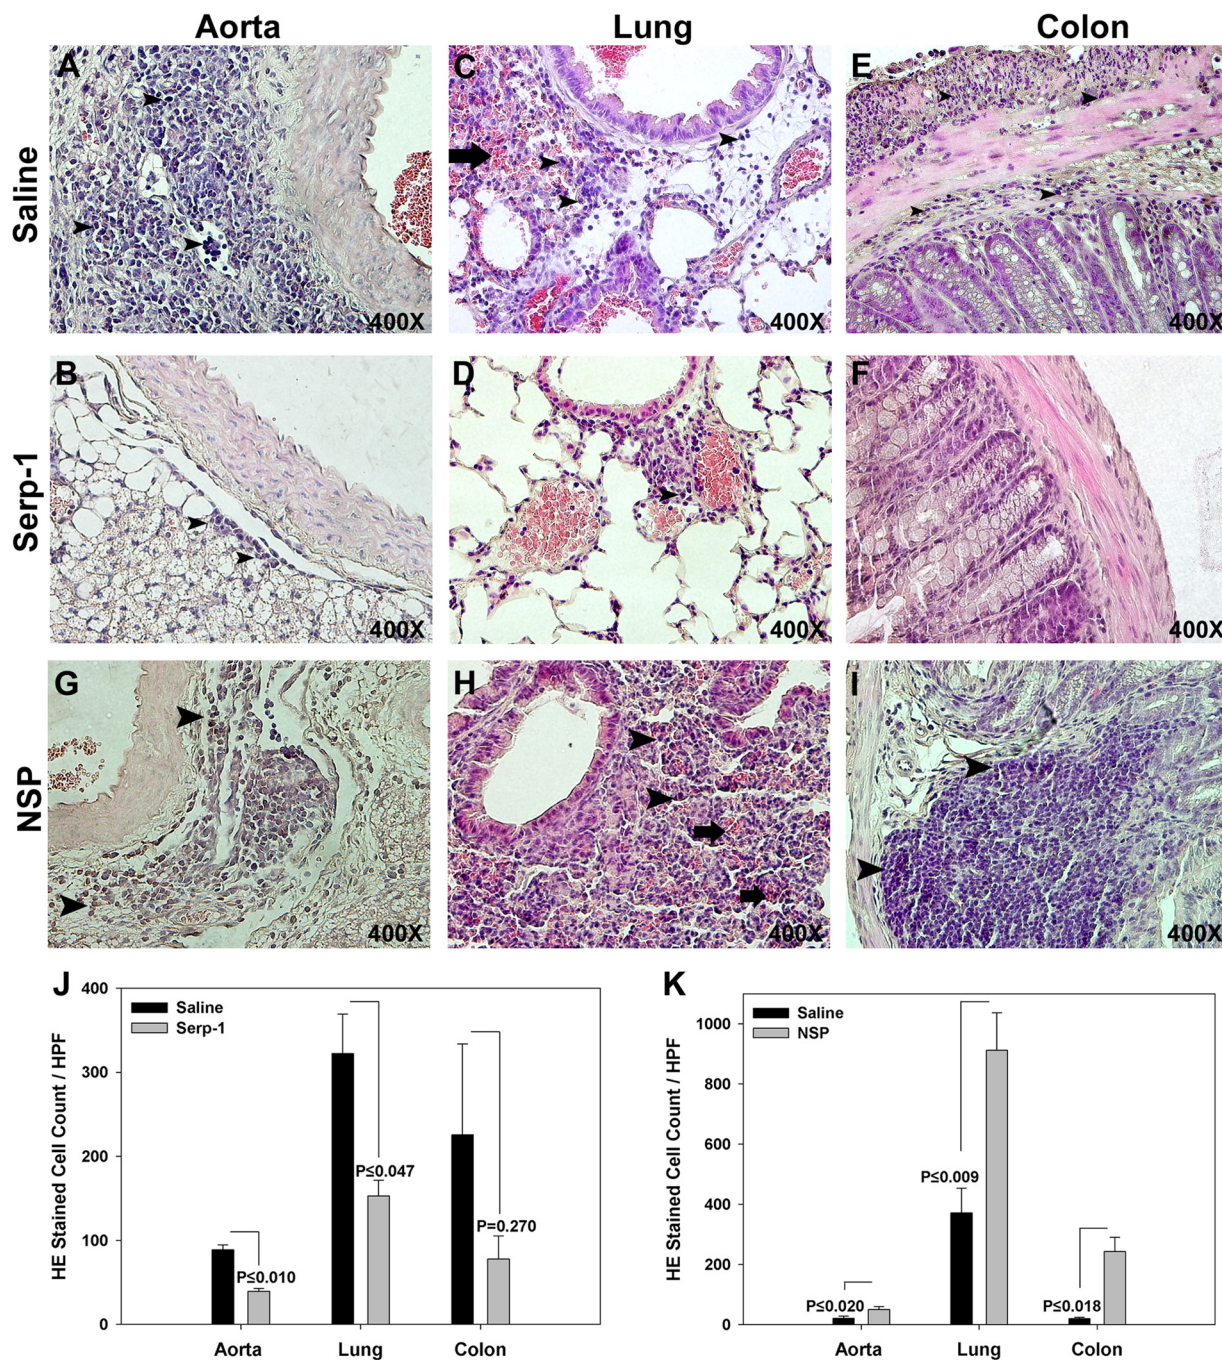 Aorta Lung Colon
Saline
A C E
400X 400X 400X
Serp-1
B D F
400X 400X 400X
NSP
G H I
400X 400X 400X
J
HE Stained Cell Count / HPF
400
300
200
100
0
Saline
Serp-1
P≤0.010
P≤0.047
P=0.270
Aorta Lung Colon
K
HE Stained Cell Count / HPF
1000
800
600
400
200
0
Saline
NSP
P≤0.020
P≤0.009
P≤0.018
Aorta Lung Colon